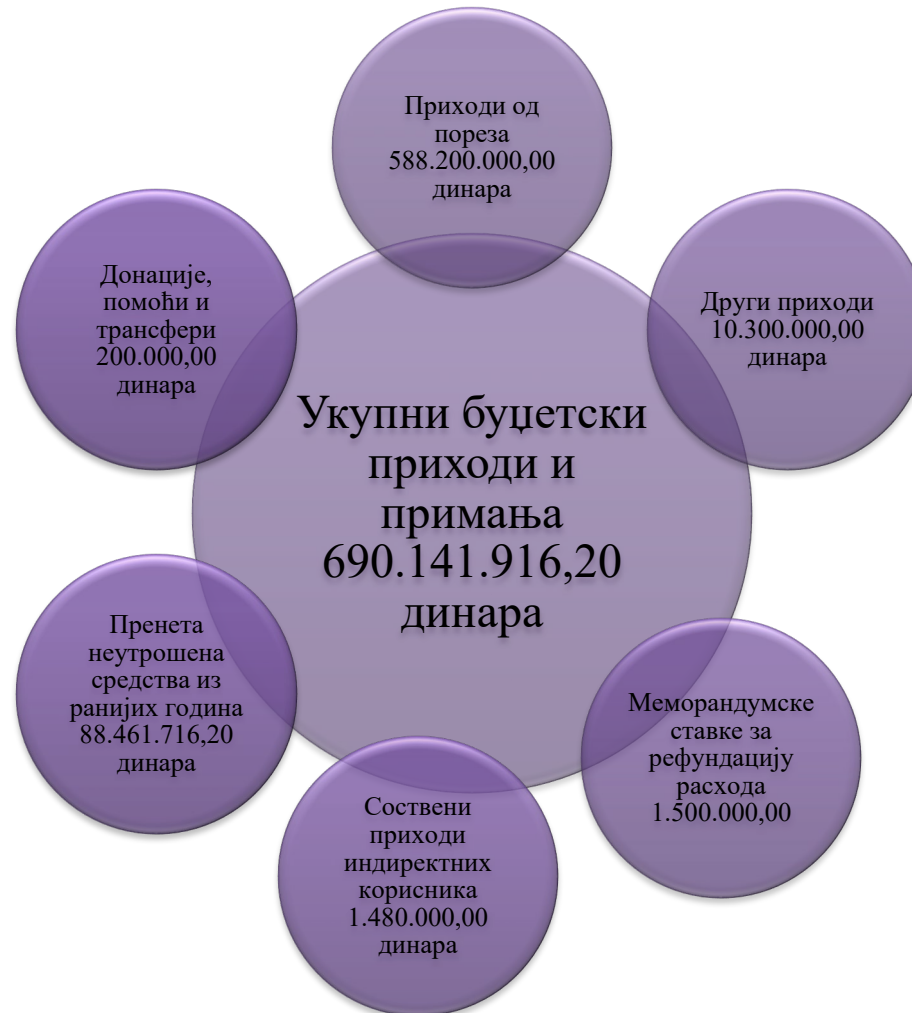 Приходи од
пореза
588.200.000,00
динара
Други приходи
10.300.000,00
динара
Меморандумске
ставке за
рефундацију
расхода
1.500.000,00
Соствени
приходи
индиректних
корисника
1.480.000,00
динара
Пренета
неутрошена
средства из
ранијих година
88.461.716,20
динара
Донације,
помоћи и
трансфери
200.000,00
динара
Укупни буџетски
приходи и
примања
690.141.916,20
динара